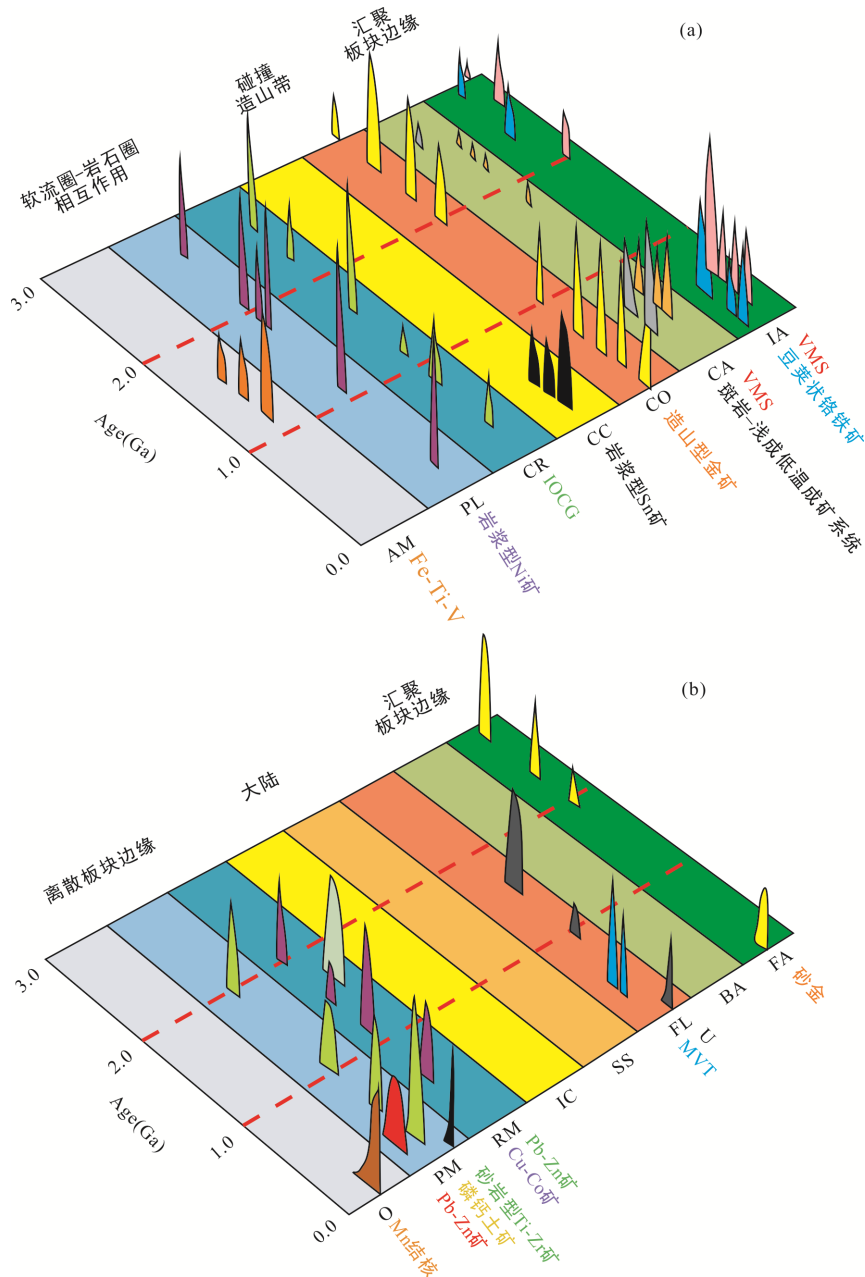 (a)
汇聚
板块边缘
碰撞
造山带
软流圈-岩石圈
相互作用
3.0
2.0
1.0
0.0
Age(Ga)
AM
Fe-Ti-V
PL
岩浆型Ni矿
CR
IOCG
CC
岩浆型Sn矿
CO
造山型金矿
CA
VMS
斑岩-浅成低温成矿系统
IA
VMS
豆荚状铬铁矿
(b)
汇聚
板块边缘
大陆
离散板块边缘
3.0
2.0
1.0
0.0
Age(Ga)
O
Mn结核
PM
Pb-Zn矿
磷钙土矿
砂岩型Ti-Zr矿
RM
Cu-Co矿
Pb-Zn矿
IC
SS
FL
MVT
U
BA
FA
砂金